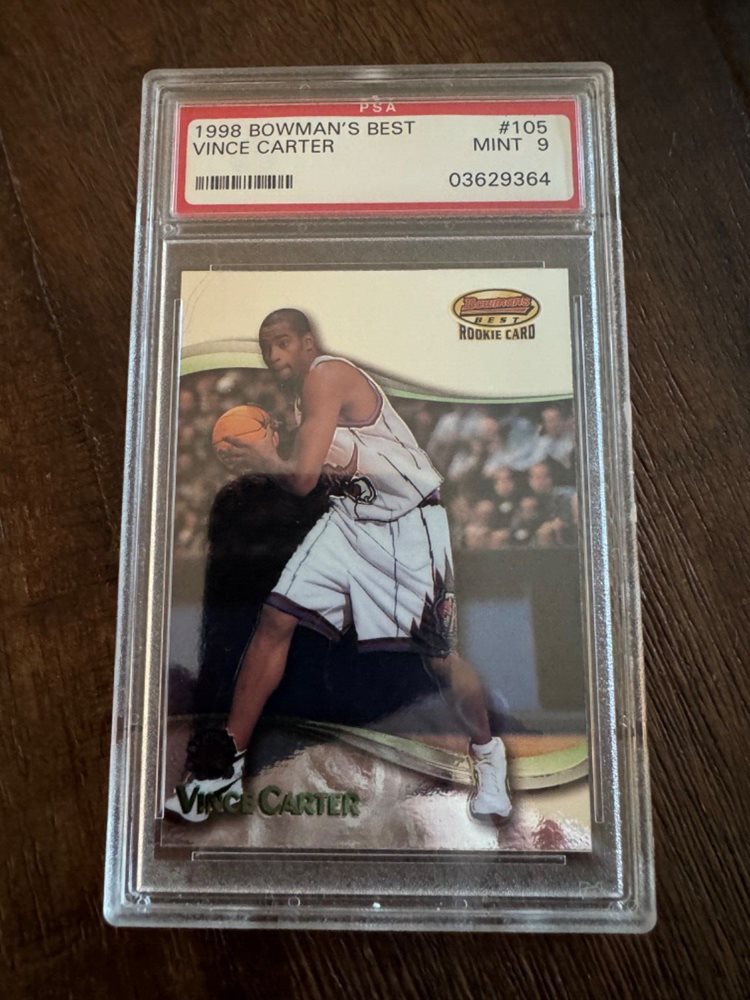 PSA
1998 BOWMAN'S BEST #105
VINCE CARTER MINT 9
03629364
Bowman's
BEST
ROOKIE CARD
VINCE CARTER